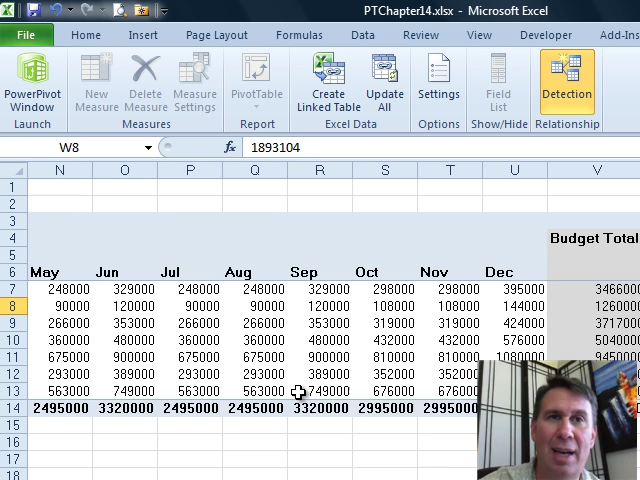 PTChapter14.xlsx - Microsoft Excel
File Home Insert Page Layout Formulas Data Review View Developer Add-Ins
PowerPivot Window New Measure Delete Measure Measure Settings PivotTable Create Linked Table Update All Settings Field List Detection
Launch Measures Report Excel Data Options Show/Hide Relationship
W8 fx 1893104
N O P Q R S T U V
1
2
3
4 Budget Total
5
6 May Jun Jul Aug Sep Oct Nov Dec
7 248000 329000 248000 248000 329000 298000 298000 395000 3466000
8 90000 120000 90000 90000 120000 108000 108000 144000 1260000
9 266000 353000 266000 266000 353000 319000 319000 424000 3717000
10 360000 480000 360000 360000 480000 432000 432000 576000 5040000
11 675000 900000 675000 675000 900000 810000 810000 1080000 9450000
12 293000 389000 293000 293000 389000 352000 352000
13 563000 749000 563000 563000 749000 676000 676000
14 2495000 3320000 2495000 2495000 3320000 2995000 2995000
15
16
17
18